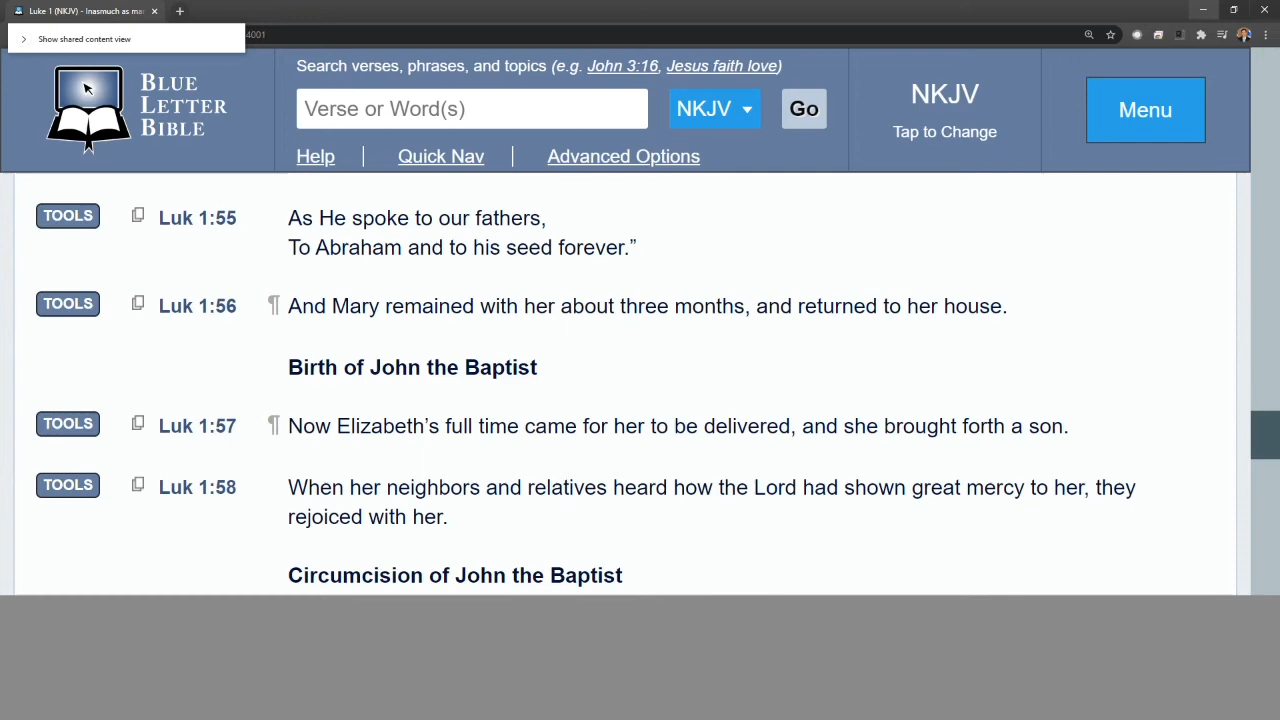 Luke 1 (NKJV) - Inasmuch as ma
Show shared content view
4001
BLUE
LETTER
BIBLE
Search verses, phrases, and topics (e.g. John 3:16, Jesus faith love)
Verse or Word(s)
NKJV
Go
Help
Quick Nav
Advanced Options
NKJV
Tap to Change
Menu
TOOLS Luk 1:55 As He spoke to our fathers,
To Abraham and to his seed forever.”
TOOLS Luk 1:56 ¶ And Mary remained with her about three months, and returned to her house.
Birth of John the Baptist
TOOLS Luk 1:57 ¶ Now Elizabeth’s full time came for her to be delivered, and she brought forth a son.
TOOLS Luk 1:58 When her neighbors and relatives heard how the Lord had shown great mercy to her, they
rejoiced with her.
Circumcision of John the Baptist